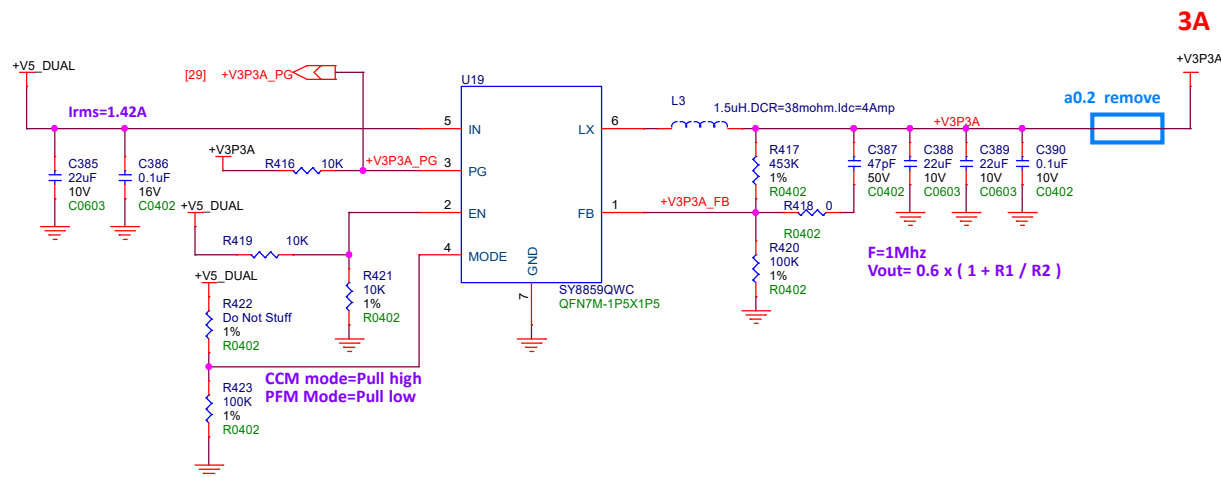 3A
+V5_DUAL
[29] +V3P3A_PG
U19
+V3P3A
a0.2 remove
L3
1.5uH.DCR=38mohm.Idc=4Amp
Irms=1.42A
5
IN
LX
6
+V3P3A
C385
22uF
10V
C0603
C386
0.1uF
16V
C0402
+V3P3A
R416
10K
+V3P3A_PG
3
PG
R417
453K
1%
R0402
C387
47pF
50V
C0402
C388
22uF
10V
C0603
C389
22uF
10V
C0603
C390
0.1uF
10V
C0402
+V5_DUAL
2
EN
FB
1
+V3P3A_FB
R418
0
R0402
R419
10K
4
MODE
GND
7
R420
100K
1%
R0402
F=1Mhz
Vout= 0.6 x ( 1 + R1 / R2 )
R421
10K
1%
R0402
SY8859QWC
QFN7M-1P5X1P5
+V5_DUAL
R422
Do Not Stuff
1%
R0402
CCM mode=Pull high
PFM Mode=Pull low
R423
100K
1%
R0402